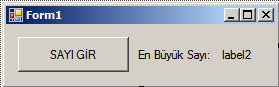 Form1
SAYI GİR
En Büyük Sayı: label2